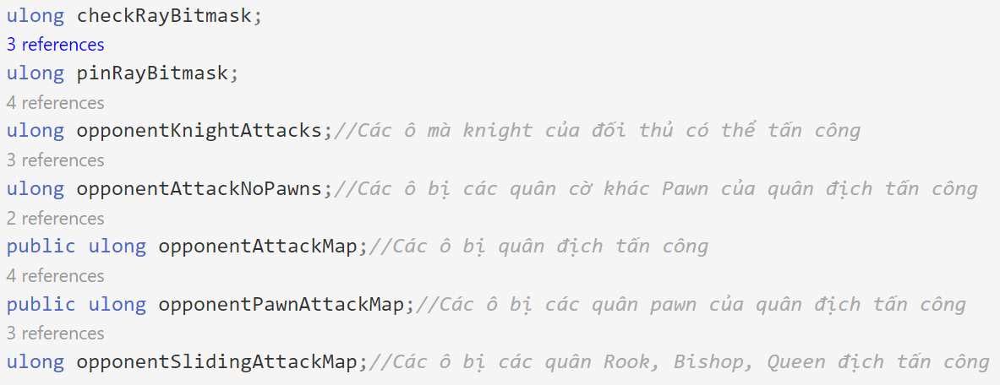 ulong checkRayBitmask;
3 references
ulong pinRayBitmask;
4 references
ulong opponentKnightAttacks;//Các ô mà knight của đối thủ có thể tấn công
3 references
ulong opponentAttackNoPawns;//Các ô bị các quân cờ khác Pawn của quân địch tấn công
2 references
public ulong opponentAttackMap;//Các ô bị quân địch tấn công
4 references
public ulong opponentPawnAttackMap;//Các ô bị các quân pawn của quân địch tấn công
3 references
ulong opponentSlidingAttackMap;//Các ô bị các quân Rook, Bishop, Queen địch tấn công